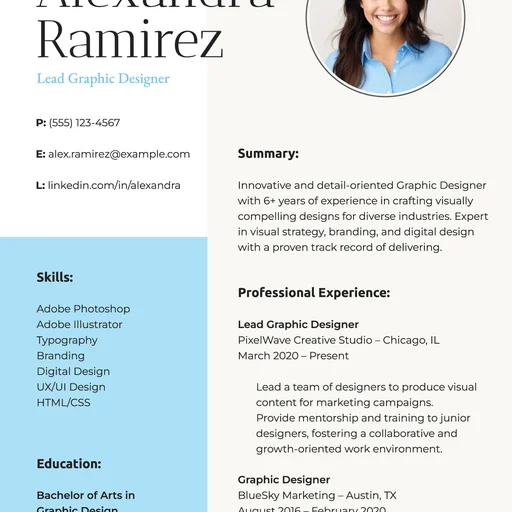 Alexandra
Ramirez
Lead Graphic Designer
P: (555) 123-4567
E: alex.ramirez@example.com
L: linkedin.com/in/alexandra
Skills:
Adobe Photoshop
Adobe Illustrator
Typography
Branding
Digital Design
UX/UI Design
HTML/CSS
Education:
Bachelor of Arts in
Graphic Design
Summary:
Innovative and detail-oriented Graphic Designer
with 6+ years of experience in crafting visually
compelling designs for diverse industries. Expert
in visual strategy, branding, and digital design
with a proven track record of delivering.
Professional Experience:
Lead Graphic Designer
PixelWave Creative Studio – Chicago, IL
March 2020 – Present
Lead a team of designers to produce visual
content for marketing campaigns.
Provide mentorship and training to junior
designers, fostering a collaborative and
growth-oriented work environment.
Graphic Designer
BlueSky Marketing – Austin, TX
August 2016 – February 2020